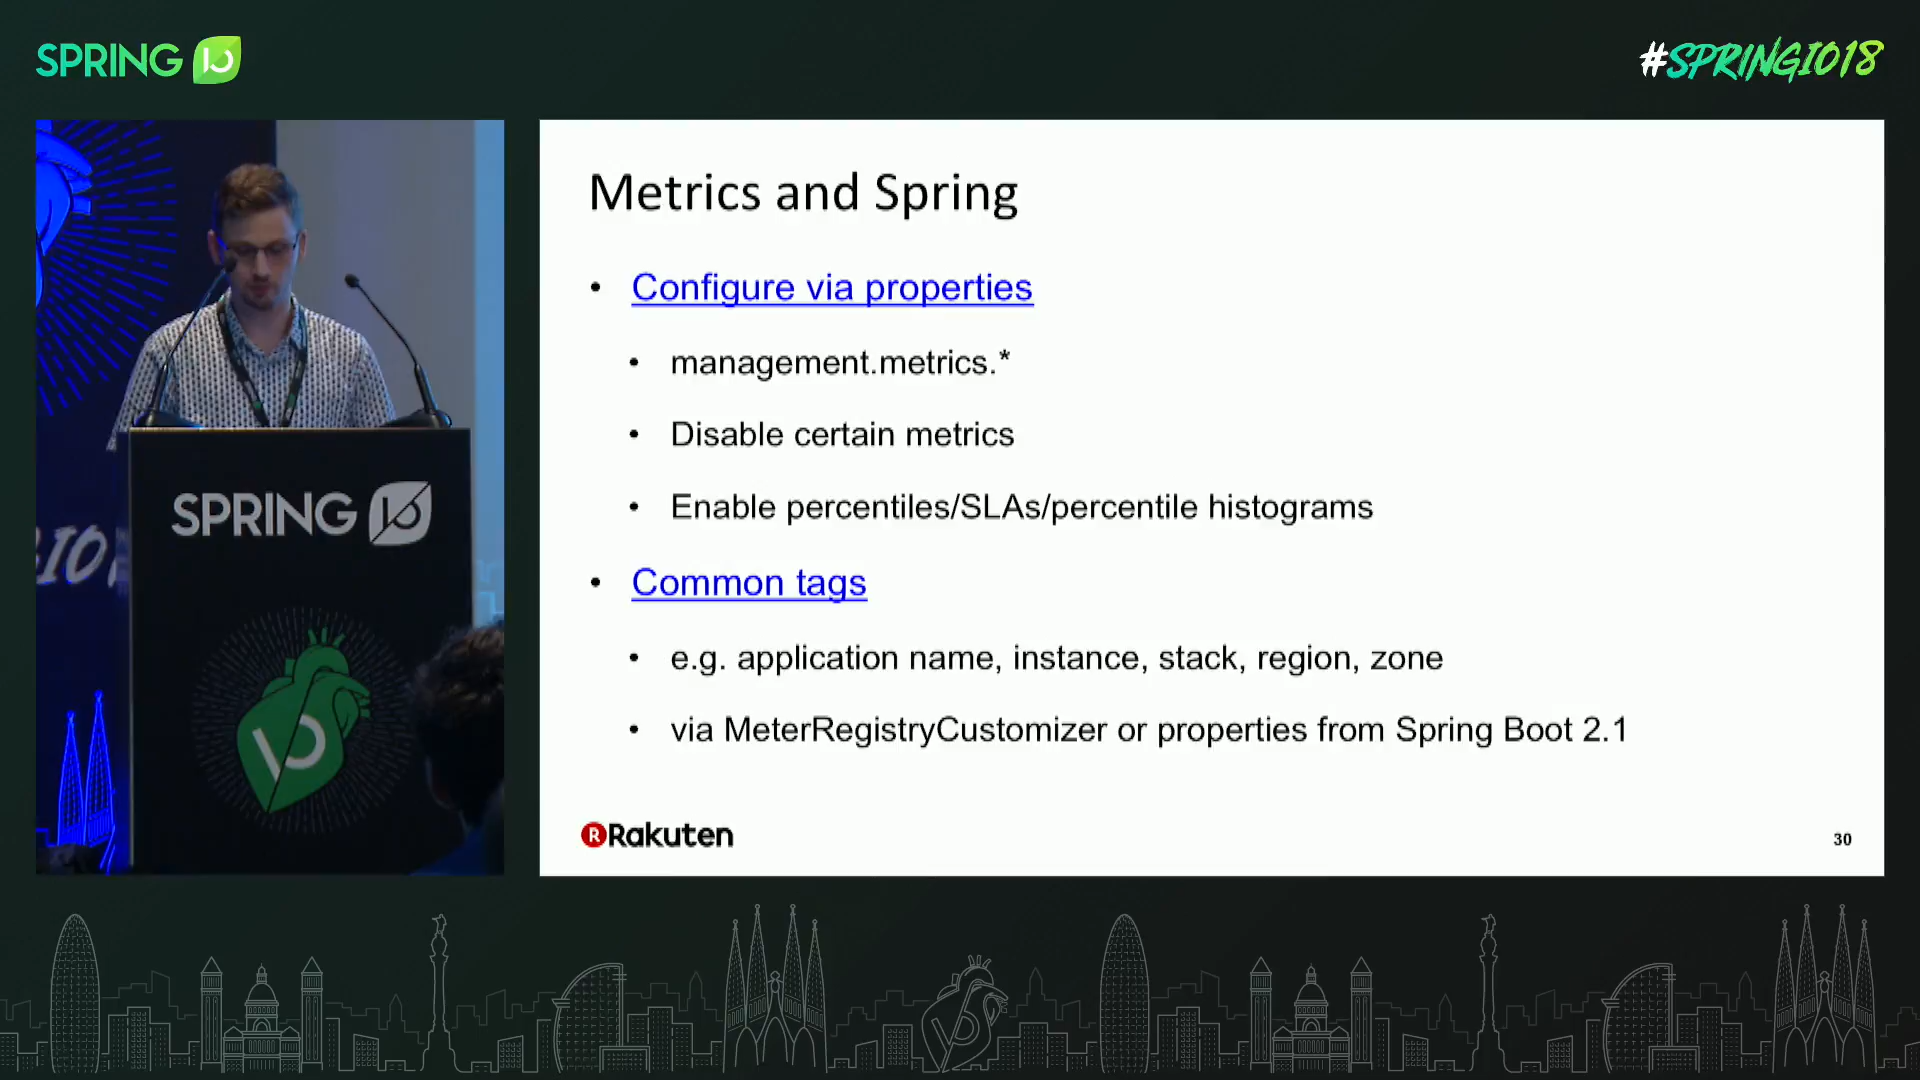 SPRING IO
#SPRINGIO18
Metrics and Spring
• Configure via properties
• management.metrics.*
• Disable certain metrics
• Enable percentiles/SLAs/percentile histograms
• Common tags
• e.g. application name, instance, stack, region, zone
• via MeterRegistryCustomizer or properties from Spring Boot 2.1
R Rakuten
30
SPRING IO
IO